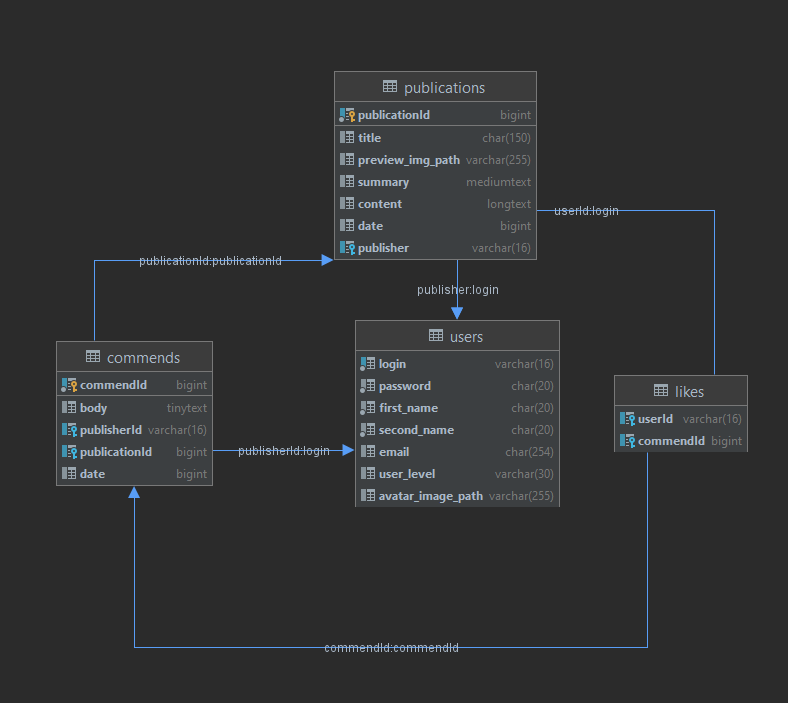 publications
publicationId bigint
title char(150)
preview_img_path varchar(255)
summary mediumtext
content longtext
date bigint
publisher varchar(16)
userId:login
publicationId:publicationId
publisher:login
users
login varchar(16)
password char(20)
first_name char(20)
second_name char(20)
email char(254)
user_level varchar(30)
avatar_image_path varchar(255)
commends
commendId bigint
body tinytext
publisherId varchar(16)
publicationId bigint
date bigint
publisherId:login
likes
userId varchar(16)
commendId bigint
commendId:commendId